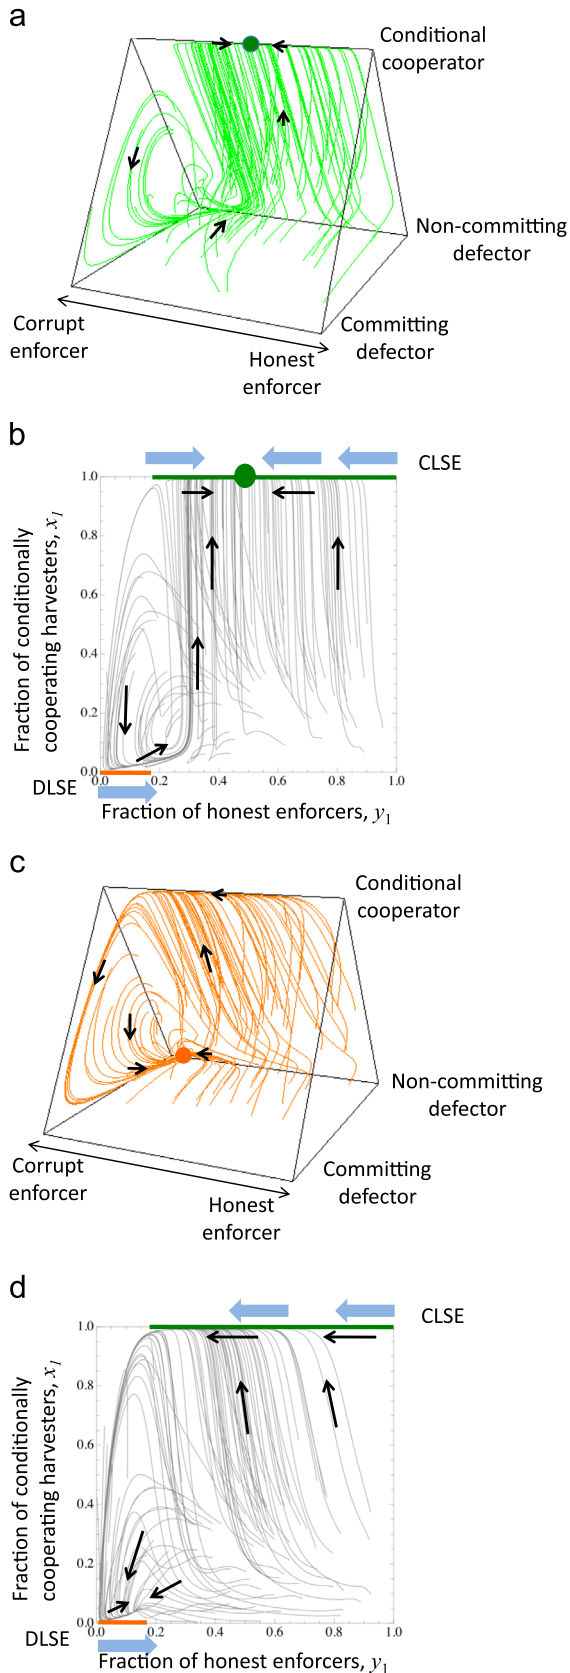 a
Conditional
cooperator
Non-committing
defector
Corrupt
enforcer
Committing
defector
Honest
enforcer
b
CLSE
1.0
0.8
0.6
0.4
0.2
0.0
Fraction of conditionally
cooperating harvesters, x1
0.0 0.2 0.4 0.6 0.8 1.0
DLSE
Fraction of honest enforcers, y1
c
Conditional
cooperator
Non-committing
defector
Corrupt
enforcer
Committing
defector
Honest
enforcer
d
CLSE
1.0
0.8
0.6
0.4
0.2
0.0
Fraction of conditionally
cooperating harvesters, x1
0.0 0.2 0.4 0.6 0.8 1.0
DLSE
Fraction of honest enforcers, y1